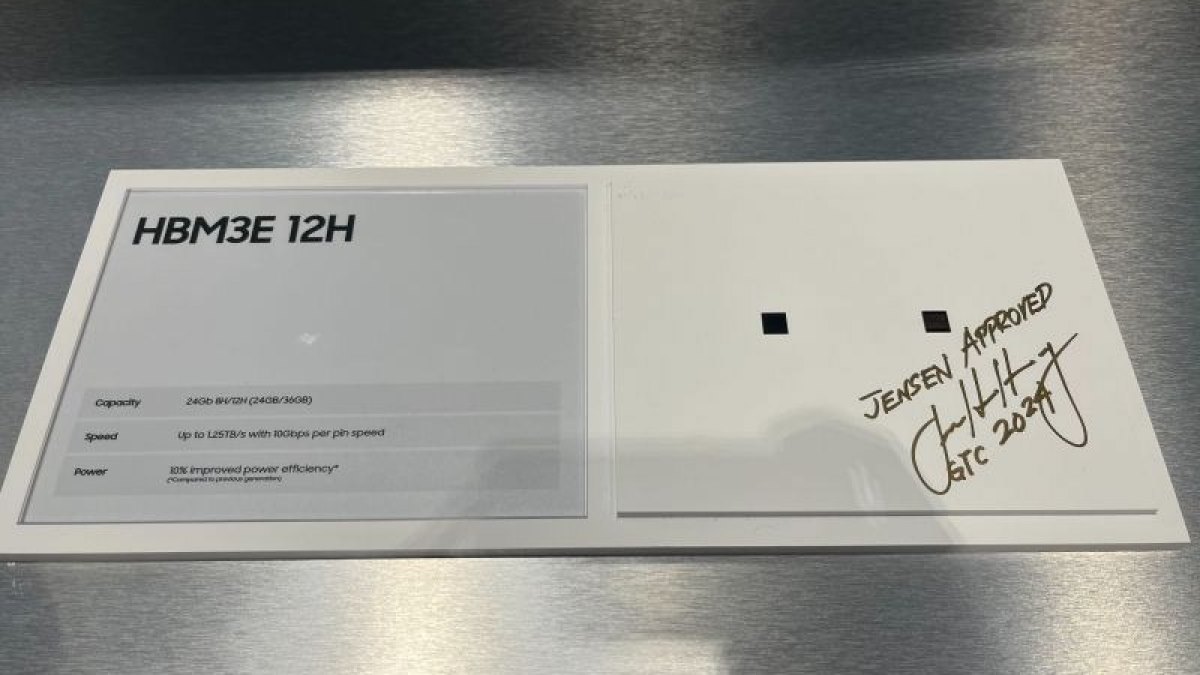 HBM3E 12H
Capacity 24Gb 8H/12H (24GB/36GB)
Speed Up to 1.25TB/s with 10Gbps per pin speed
Power 10% improved power efficiency*
(*Compared to previous generation)
JENSEN APPROVED
GTC 2024